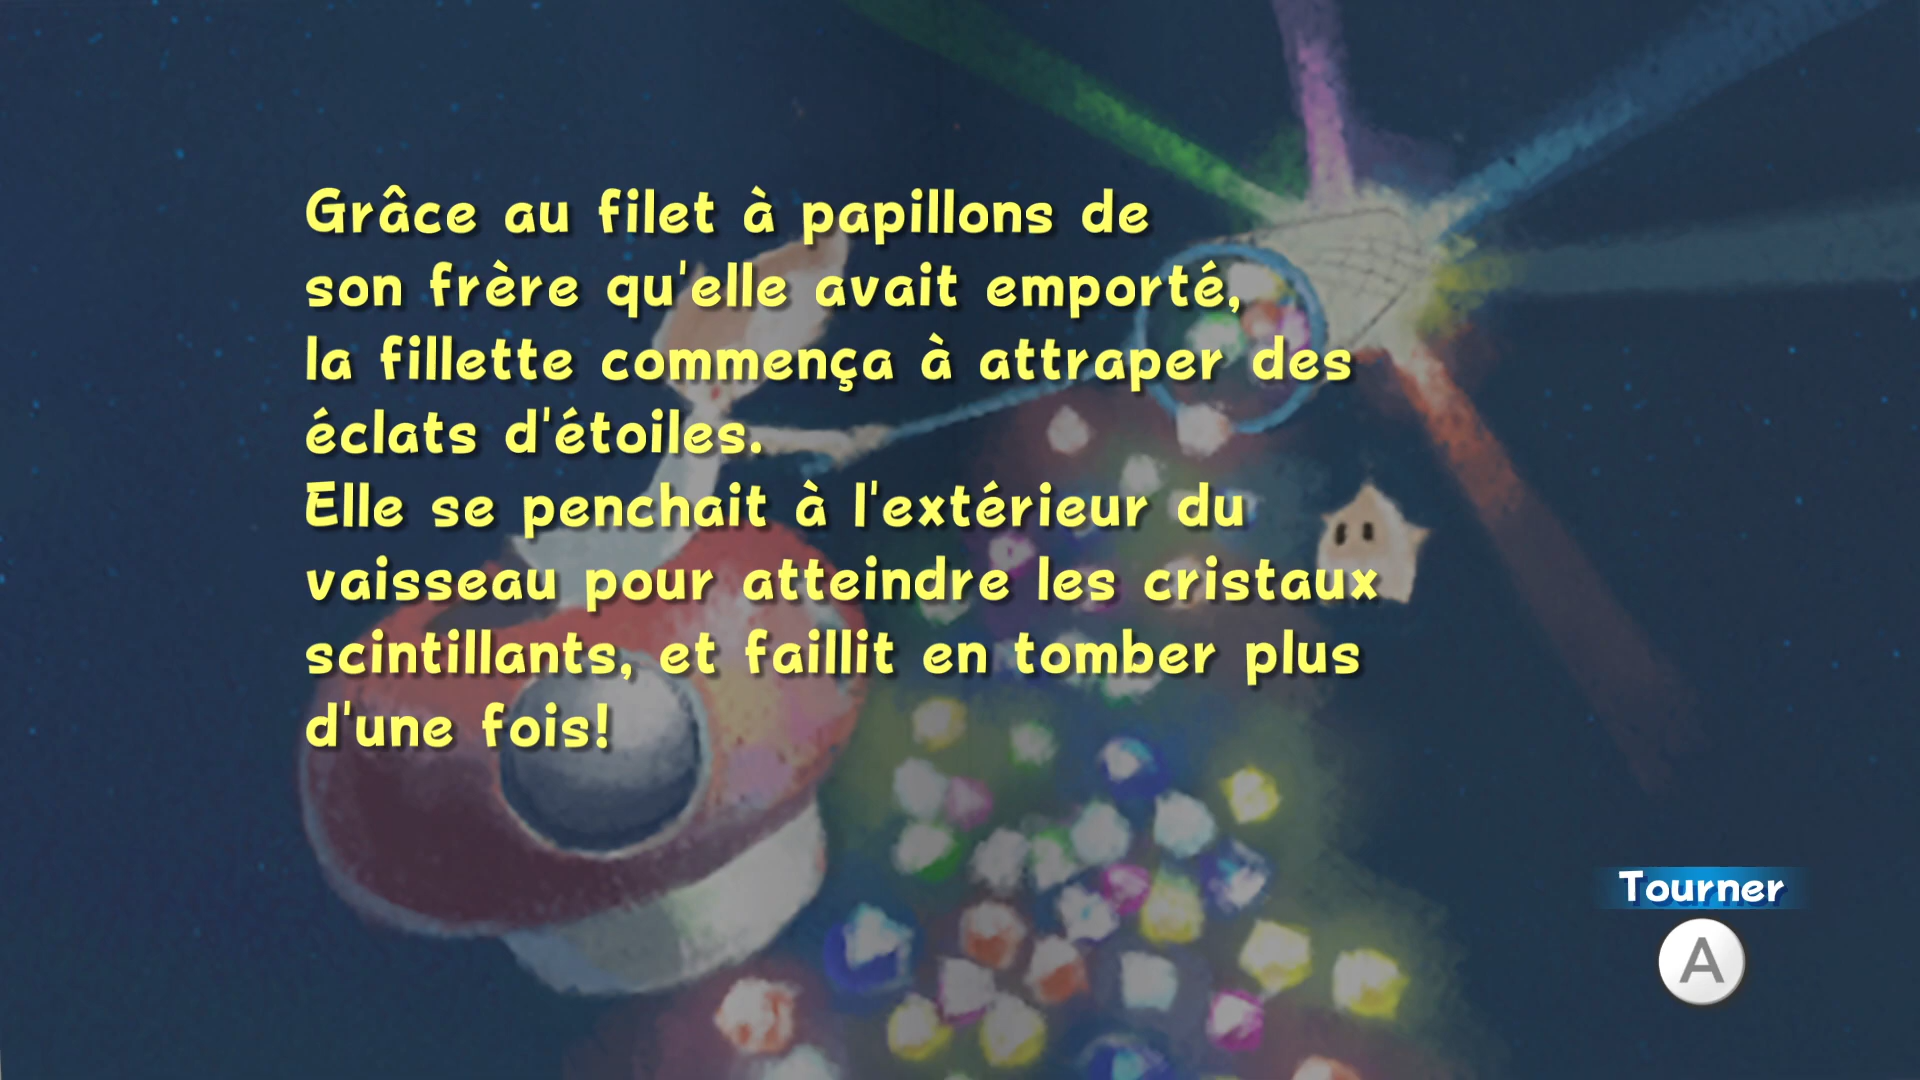 Grâce au filet à papillons de
son frère qu'elle avait emporté,
la fillette commença à attraper des
éclats d'étoiles.
Elle se penchait à l'extérieur du
vaisseau pour atteindre les cristaux
scintillants, et faillit en tomber plus
d'une fois!
Tourner
A